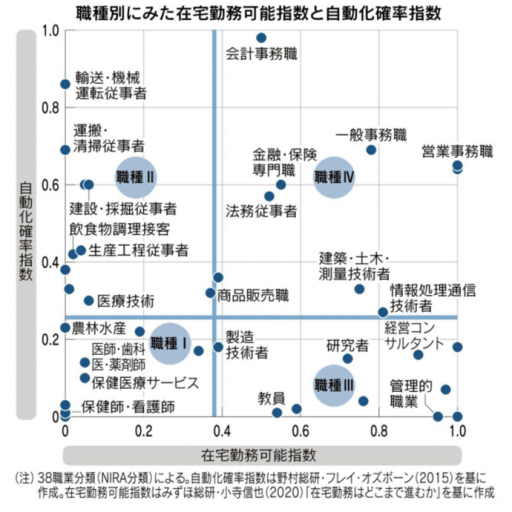 職種別にみた在宅勤務可能指数と自動化確率指数
1.0
会計事務職
輸送・機械
運転従事者
0.8
運搬・
清掃従事者
一般事務職
営業事務職
金融・保険
専門職
職種Ⅱ
職種Ⅳ
0.6
建設・採掘従事者
法務従事者
飲食物調理接客
生産工程従事者
0.4
建築・土木・
測量技術者
商品販売職
医療技術
情報処理通信
技術者
農林水産
0.2
職種Ⅰ
製造
技術者
経営コン
サルタント
医師・歯科
医・薬剤師
研究者
職種Ⅲ
保健医療サービス
管理的
職業
保健師・看護師
教員
0
0.2
0.4
0.6
0.8
1.0
自動化確率指数
在宅勤務可能指数
(注) 38職業分類(NIRA分類)による。自動化確率指数は野村総研・フレイ・オズボーン(2015)を基に
作成。在宅勤務可能指数はみずほ総研・小寺信也(2020)「在宅勤務はどこまで進むか」を基に作成